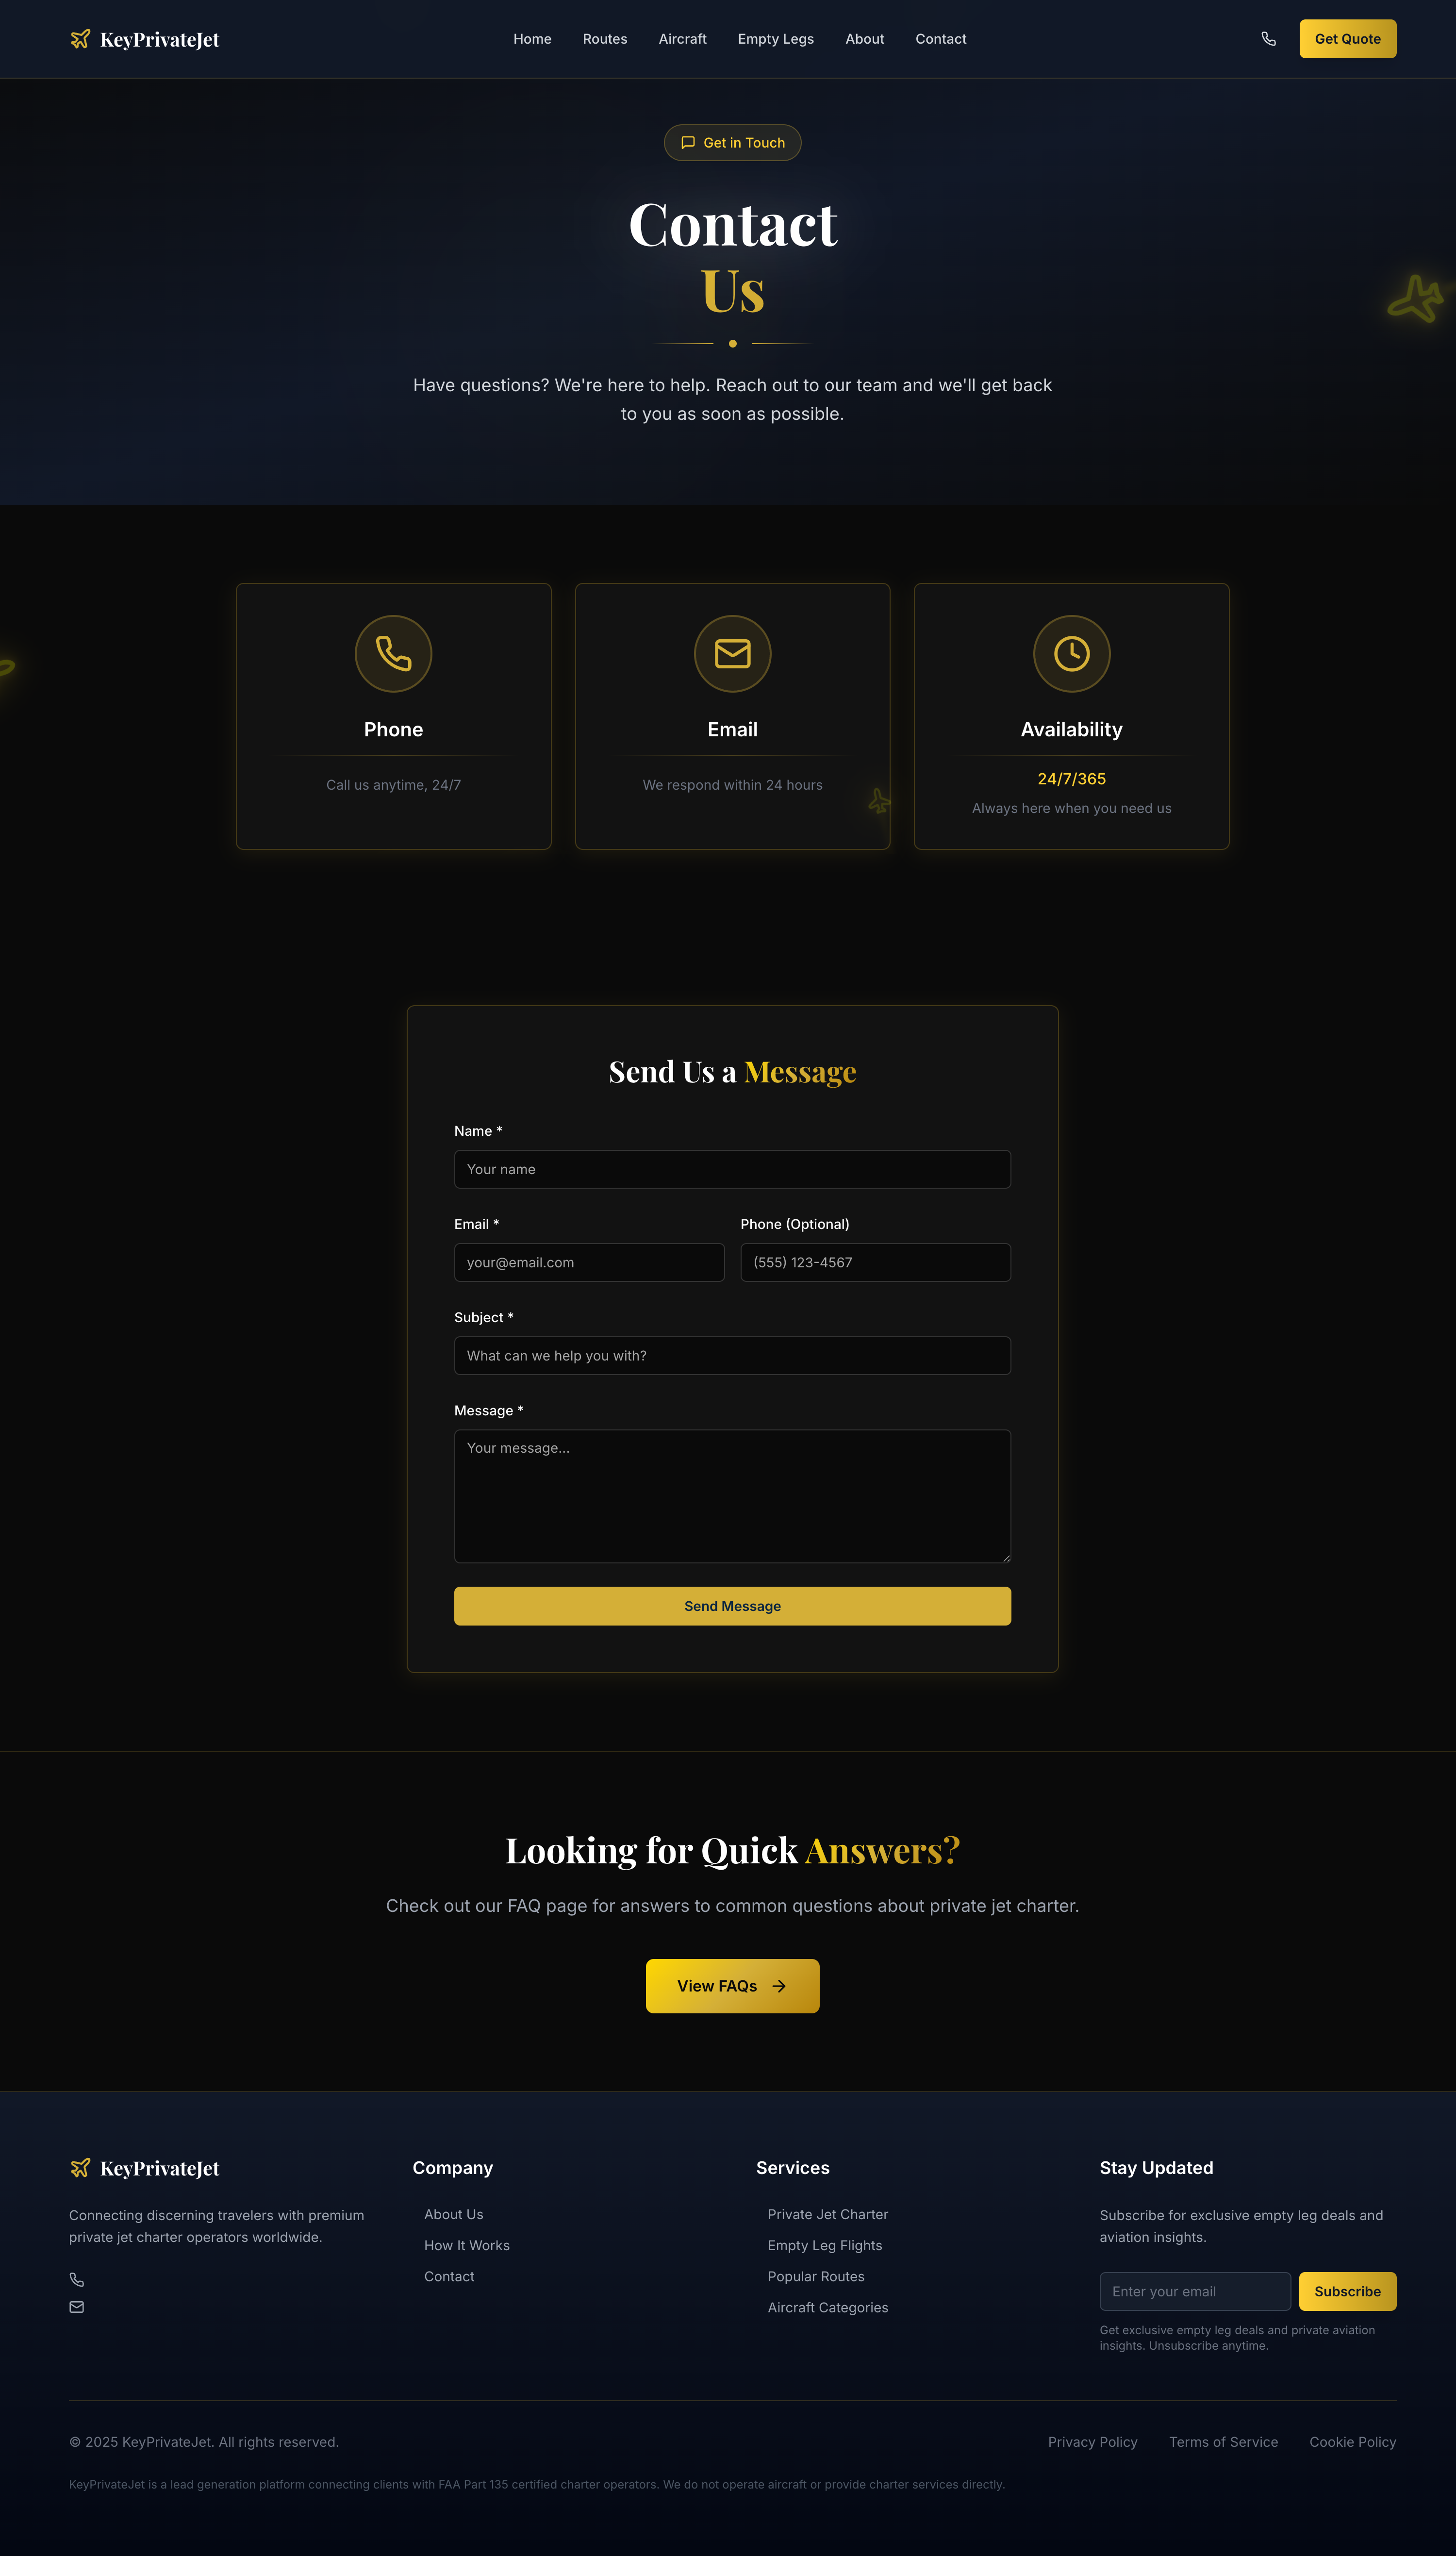 KeyPrivateJet
Home
Routes
Aircraft
Empty Legs
About
Contact
Get Quote
Get in Touch
Contact
Us
Have questions? We're here to help. Reach out to our team and we'll get back
to you as soon as possible.
Phone
Call us anytime, 24/7
Email
We respond within 24 hours
Availability
24/7/365
Always here when you need us
Send Us a Message
Name *
Your name
Email *
your@email.com
Phone (Optional)
(555) 123-4567
Subject *
What can we help you with?
Message *
Your message...
Send Message
Looking for Quick Answers?
Check out our FAQ page for answers to common questions about private jet charter.
View FAQs
KeyPrivateJet
Connecting discerning travelers with premium
private jet charter operators worldwide.
Company
About Us
How It Works
Contact
Services
Private Jet Charter
Empty Leg Flights
Popular Routes
Aircraft Categories
Stay Updated
Subscribe for exclusive empty leg deals and
aviation insights.
Enter your email
Subscribe
Get exclusive empty leg deals and private aviation
insights. Unsubscribe anytime.
© 2025 KeyPrivateJet. All rights reserved.
Privacy Policy
Terms of Service
Cookie Policy
KeyPrivateJet is a lead generation platform connecting clients with FAA Part 135 certified charter operators. We do not operate aircraft or provide charter services directly.